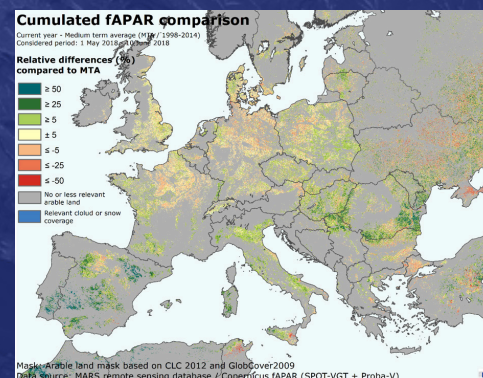 Cumulated fAPAR comparison
Current year - Medium term average (MTA / 1998-2014)
Considered period: 1 May 2018 - 10 June 2018
Relative differences (%)
compared to MTA
≥ 50
≥ 25
≥ 5
± 5
≤ -5
≤ -25
≤ -50
No or less relevant
arable land
Relevant clolud or snow
coverage
Mask: Arable land mask based on CLC 2012 and GlobCover2009
Data source: MARS remote sensing database / Copernicus fAPAR (SPOT-VGT + Proba-V)